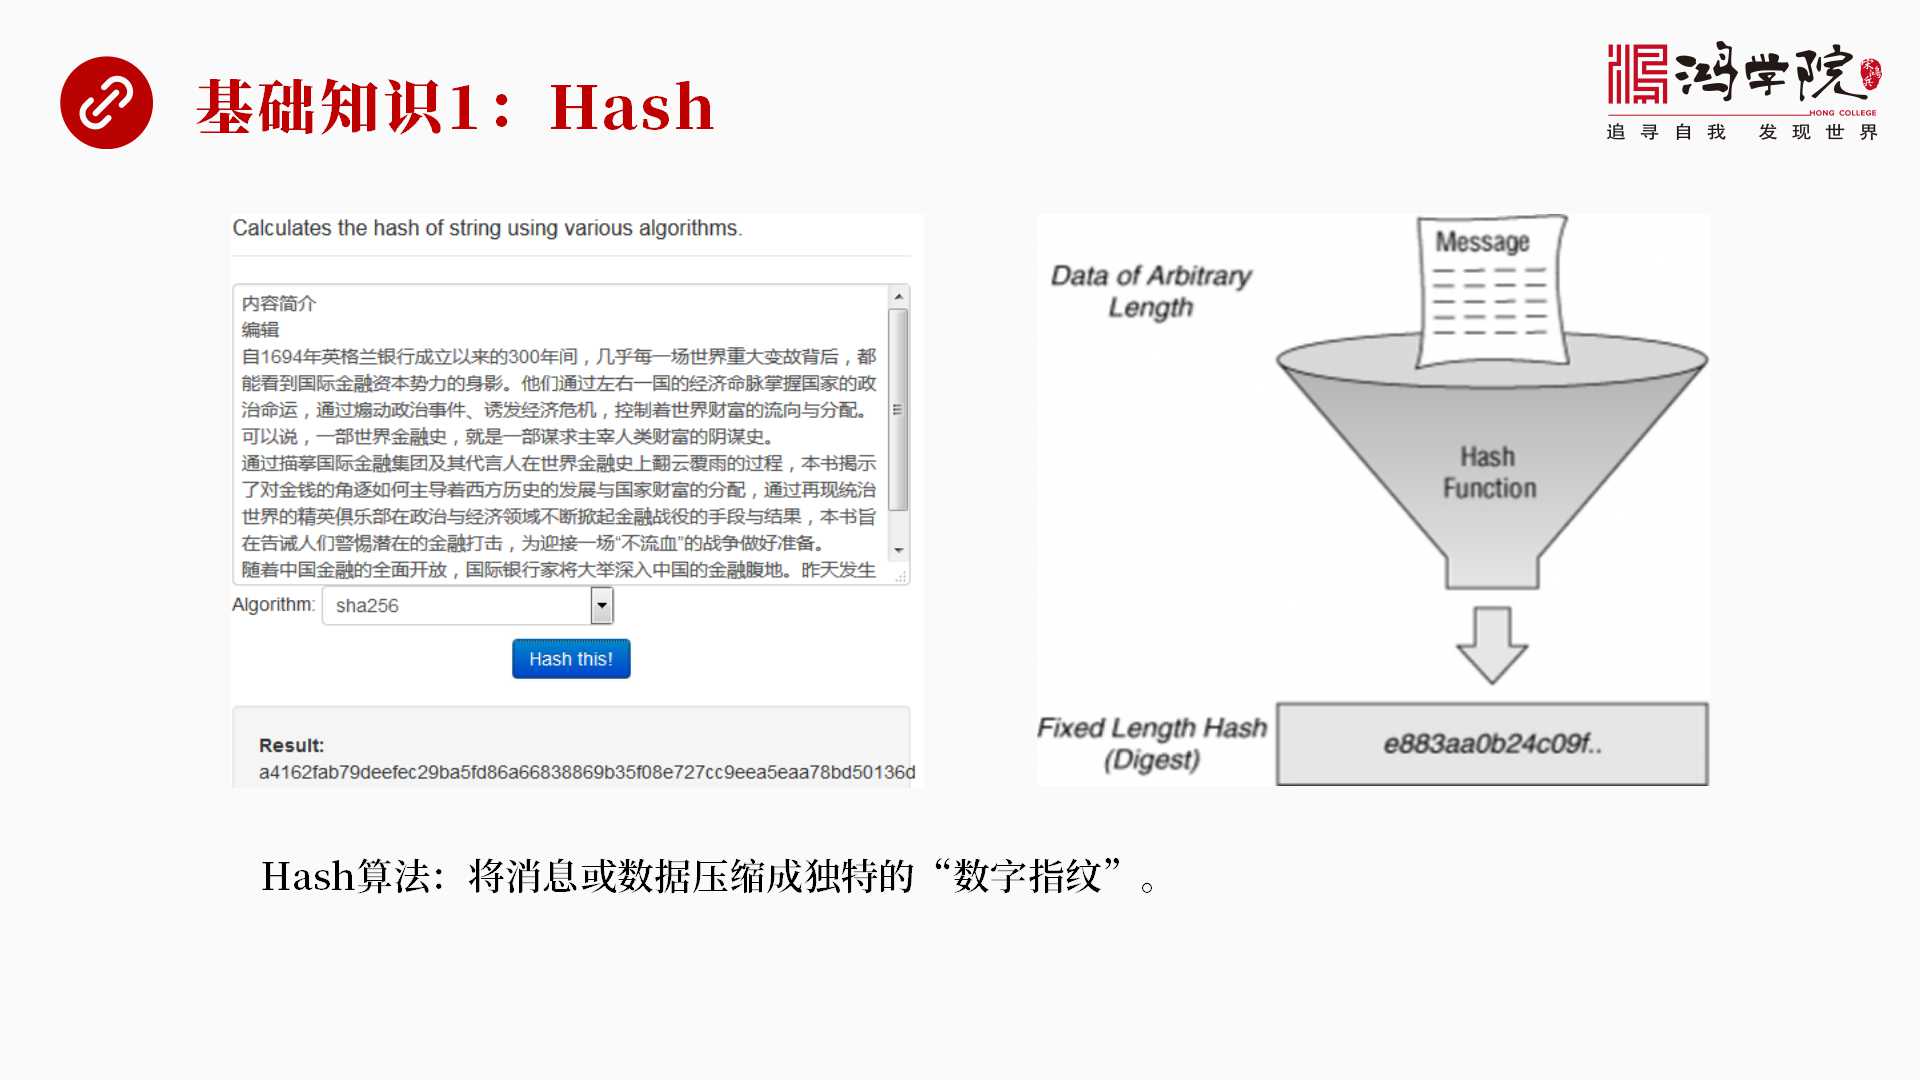 基础知识1：Hash
鸿学院
宋鸿兵
HONG COLLEGE
追寻自我 发现世界
Calculates the hash of string using various algorithms.
内容简介
编辑
自1694年英格兰银行成立以来的300年间，几乎每一场世界重大变故背后，都
能看到国际金融资本势力的身影。他们通过左右一国的经济命脉掌握国家的政
治命运，通过煽动政治事件、诱发经济危机，控制着世界财富的流向与分配。
可以说，一部世界金融史，就是一部谋求主宰人类财富的阴谋史。
通过描摹国际金融集团及其代言人在世界金融史上翻云覆雨的过程，本书揭示
了对金钱的角逐如何主导着西方历史的发展与国家财富的分配，通过再现统治
世界的精英俱乐部在政治与经济领域不断掀起金融战役的手段与结果，本书旨
在告诫人们警惕潜在的金融打击，为迎接一场“不流血”的战争做好准备。
随着中国金融的全面开放，国际银行家将大举深入中国的金融腹地。昨天发生
Algorithm: sha256
Hash this!
Result:
a4162fab79deefec29ba5fd86a66838869b35f08e727cc9eea5eaa78bd50136d
Message
Data of Arbitrary
Length
Hash
Function
Fixed Length Hash
(Digest)
e883aa0b24c09f..
Hash算法：将消息或数据压缩成独特的“数字指纹”。